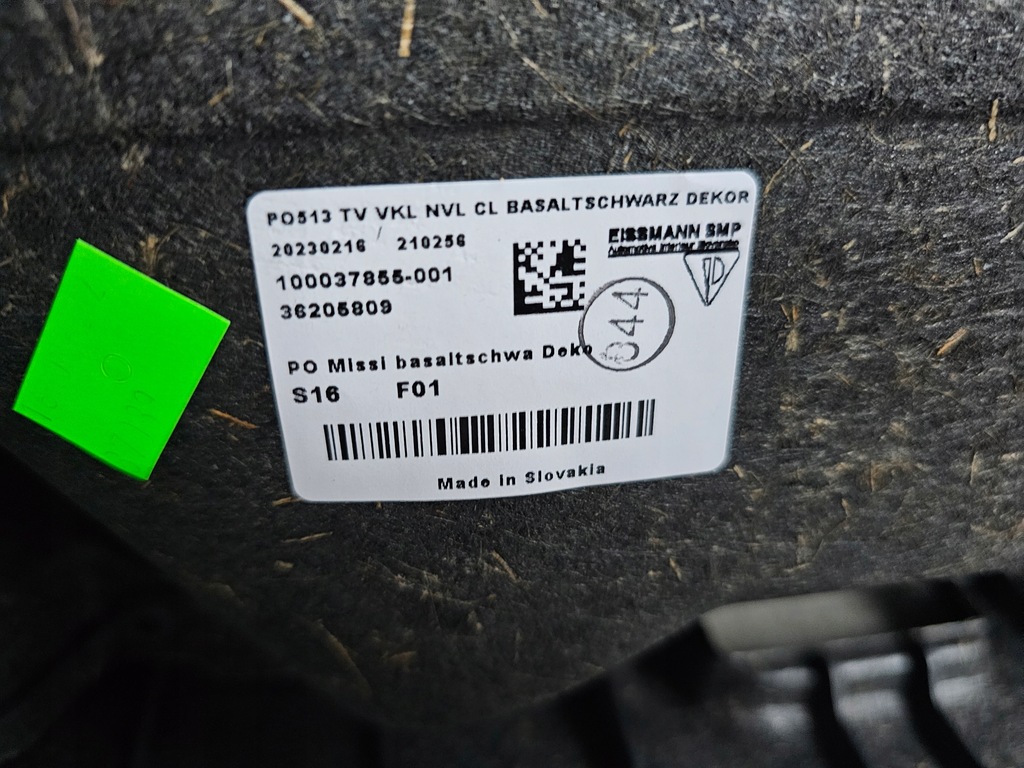 PO513 TV VKL NVL CL BASALTSCHWARZ DEKOR
20230216 210256
EISSMANN SMP
100037855-001
36205809
344
PO Missi basaltschwa Deko
S16 F01
Made in Slovakia